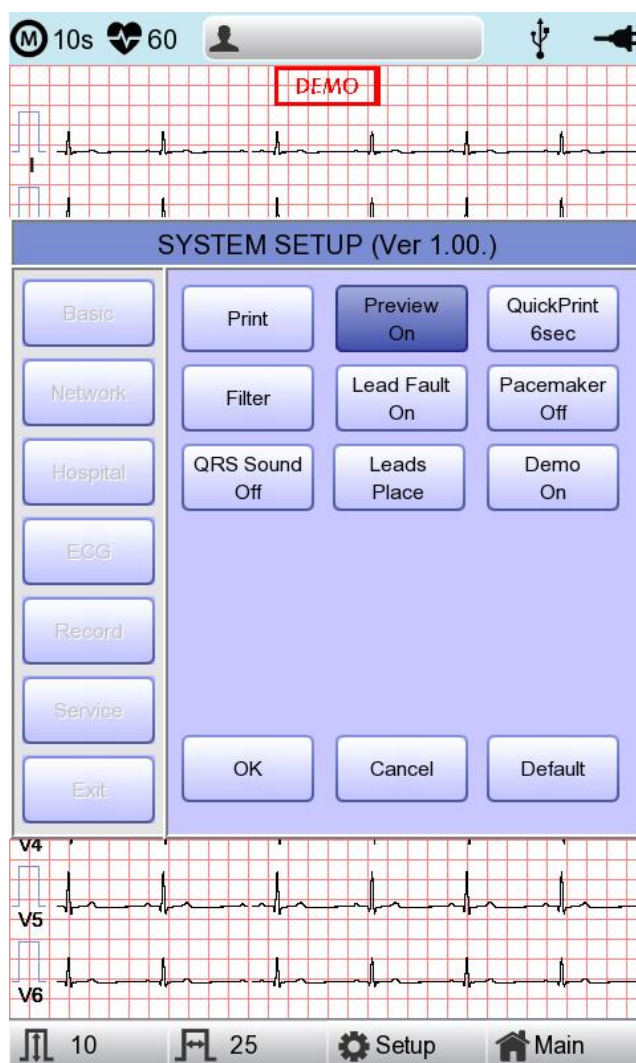 M 10s 60
DEMO
I
SYSTEM SETUP (Ver 1.00.)
Basic
Network
Hospital
ECG
Record
Service
Exit
Print
Preview
On
QuickPrint
6sec
Filter
Lead Fault
On
Pacemaker
Off
QRS Sound
Off
Leads
Place
Demo
On
OK
Cancel
Default
V4
V5
V6
10
25
Setup
Main